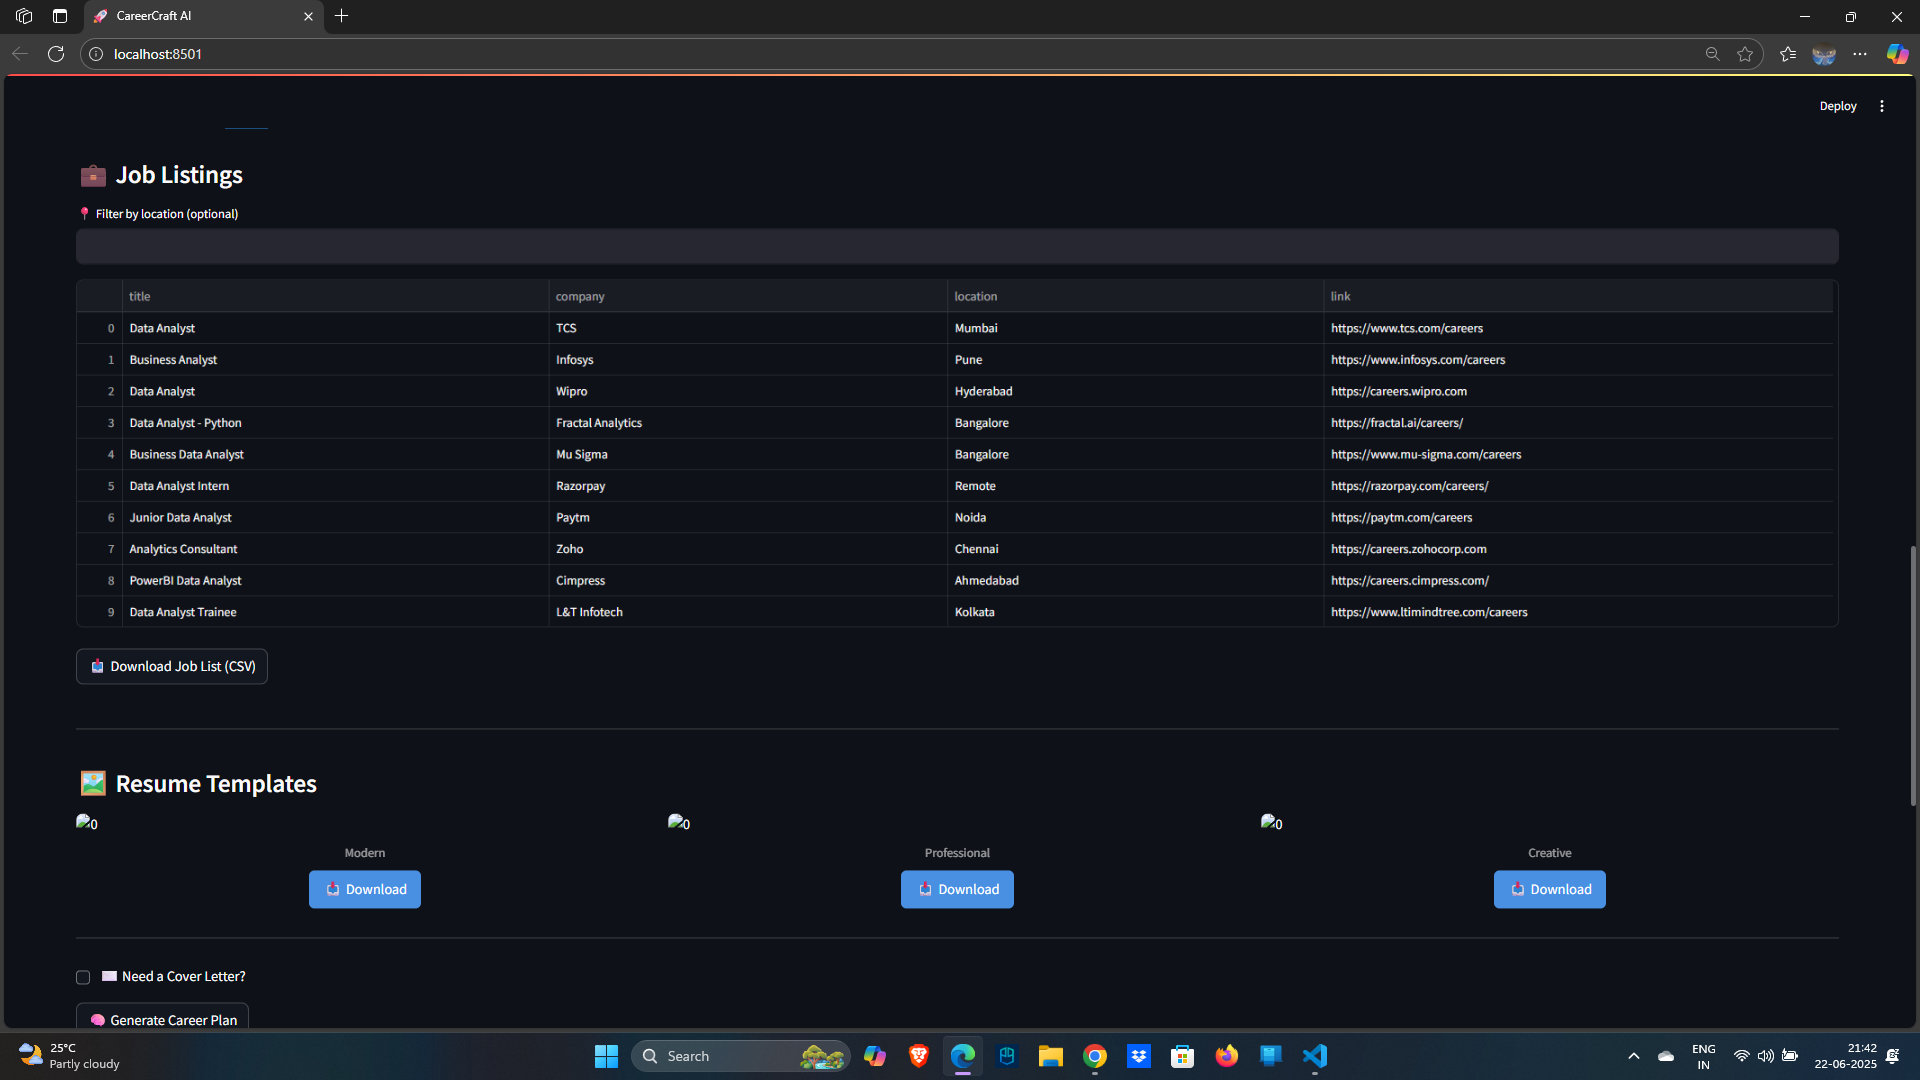 CareerCraft AI
localhost:8501
Deploy
Job Listings
Filter by location (optional)
title company location link
0 Data Analyst TCS Mumbai https://www.tcs.com/careers
1 Business Analyst Infosys Pune https://www.infosys.com/careers
2 Data Analyst Wipro Hyderabad https://careers.wipro.com
3 Data Analyst - Python Fractal Analytics Bangalore https://fractal.ai/careers/
4 Business Data Analyst Mu Sigma Bangalore https://www.mu-sigma.com/careers
5 Data Analyst Intern Razorpay Remote https://razorpay.com/careers/
6 Junior Data Analyst Paytm Noida https://paytm.com/careers
7 Analytics Consultant Zoho Chennai https://careers.zohocorp.com
8 PowerBI Data Analyst Cimpress Ahmedabad https://careers.cimpress.com/
9 Data Analyst Trainee L&T Infotech Kolkata https://www.ltimindtree.com/careers
Download Job List (CSV)
Resume Templates
0 0 0
Modern Professional Creative
Download Download Download
Need a Cover Letter?
Generate Career Plan
25°C
Partly cloudy
Search
ENG
IN
21:42
22-06-2025